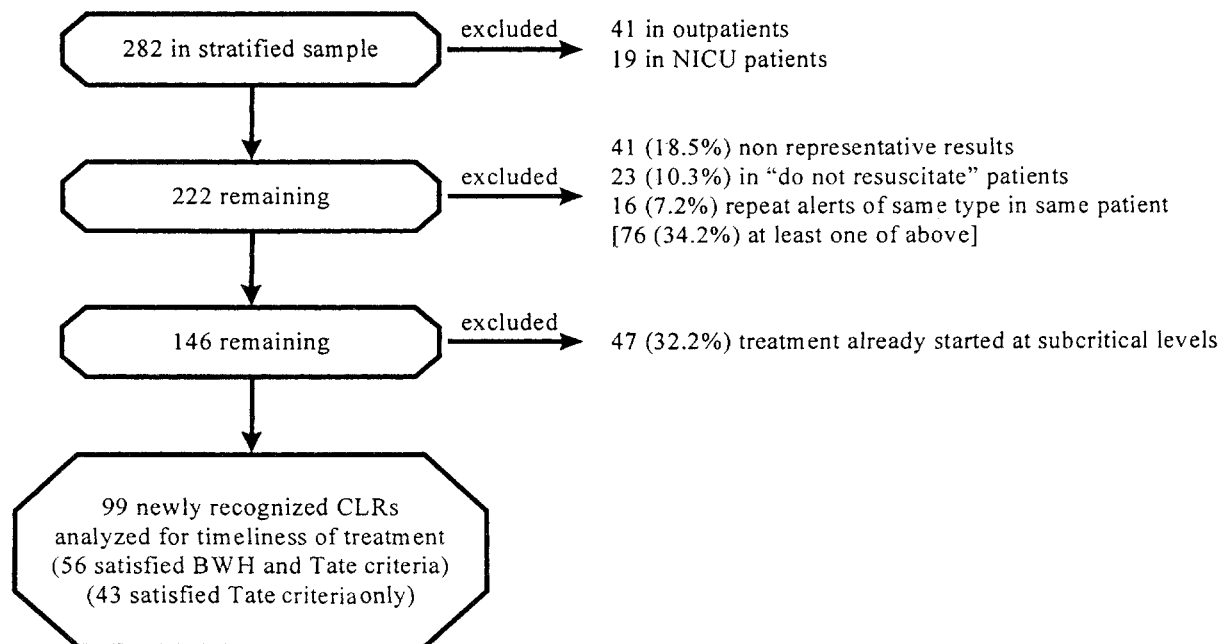 282 in stratified sample
excluded
41 in outpatients
19 in NICU patients
222 remaining
excluded
41 (18.5%) non representative results
23 (10.3%) in “do not resuscitate” patients
16 (7.2%) repeat alerts of same type in same patient
[76 (34.2%) at least one of above]
146 remaining
excluded
47 (32.2%) treatment already started at subcritical levels
99 newly recognized CLRs
analyzed for timeliness of treatment
(56 satisfied BWH and Tate criteria)
(43 satisfied Tate criteria only)